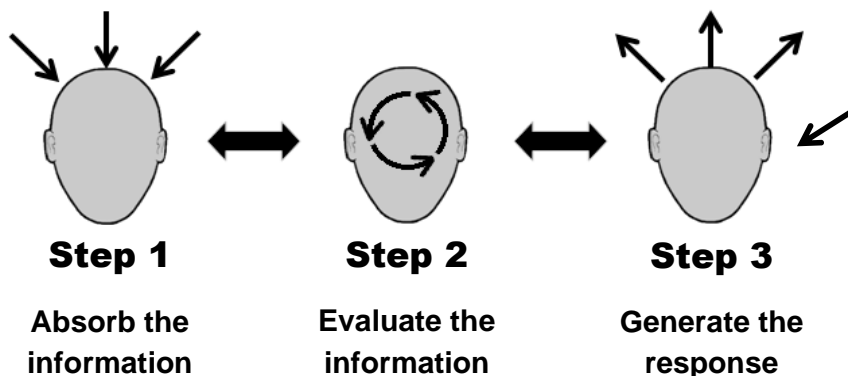 Step 1
Step 2
Step 3
Absorb the
information
Evaluate the
information
Generate the
response